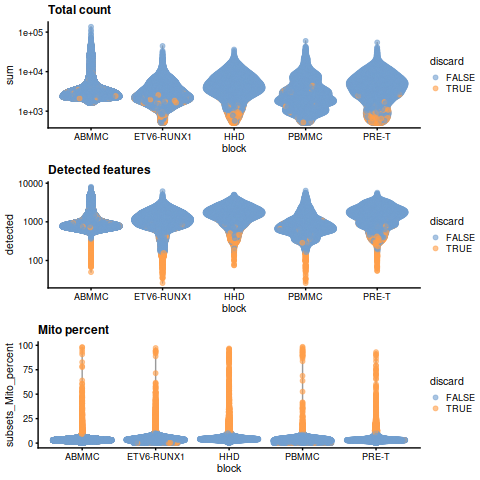 Total count
1e+05
1e+04
1e+03
sum
ABMMC ETV6-RUNX1 HHD PBMMC PRE-T
block
discard
FALSE
TRUE
Detected features
10000
1000
100
detected
ABMMC ETV6-RUNX1 HHD PBMMC PRE-T
block
discard
FALSE
TRUE
Mito percent
100
75
50
25
0
subsets_Mito_percent
ABMMC ETV6-RUNX1 HHD PBMMC PRE-T
block
discard
FALSE
TRUE